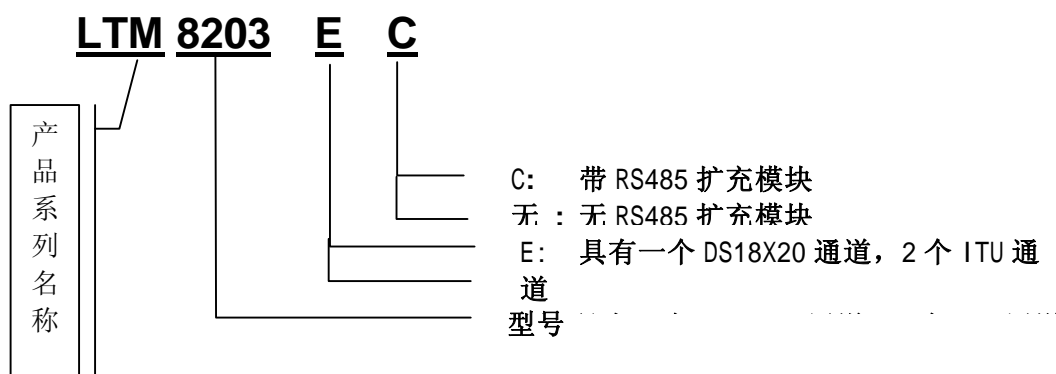 LTM 8203 E C
产品系列名称
C: 带 RS485 扩充模块
无 : 无 RS485 扩充模块
E: 具有一个 DS18X20 通道，2 个 ITU 通
道
型号